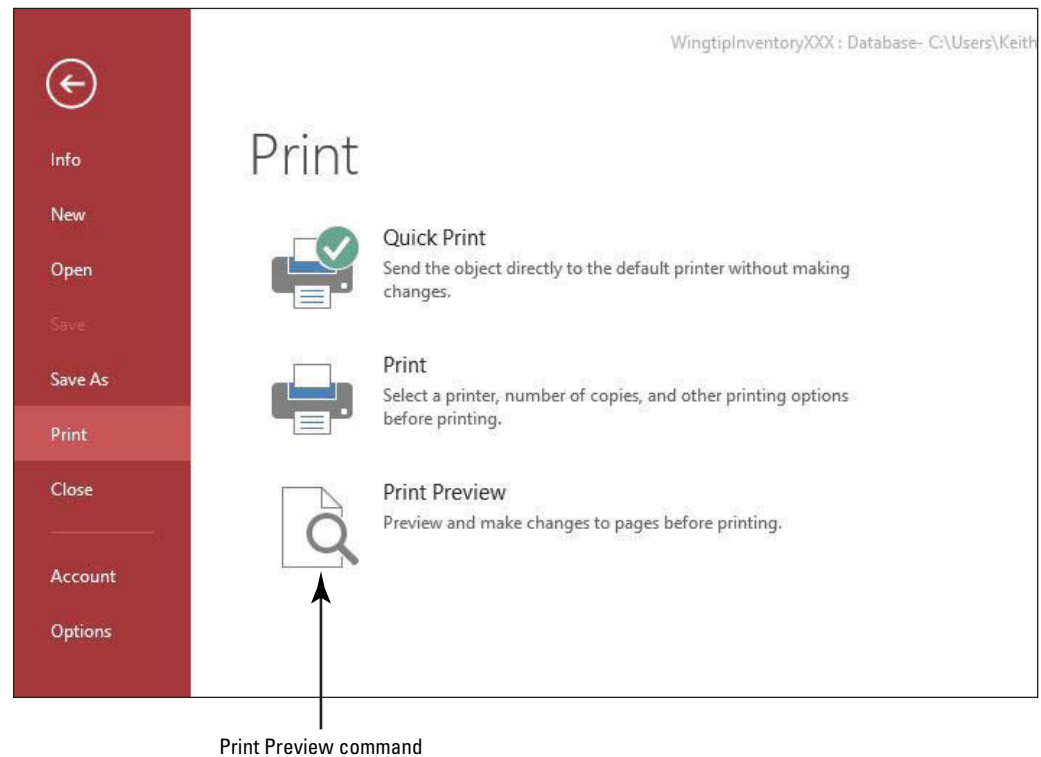 WingtipInventoryXXX : Database- C:\Users\Keith
Info
New
Open
Save
Save As
Print
Close
Account
Options
Print
Quick Print
Send the object directly to the default printer without making
changes.
Print
Select a printer, number of copies, and other printing options
before printing.
Print Preview
Preview and make changes to pages before printing.
Print Preview command